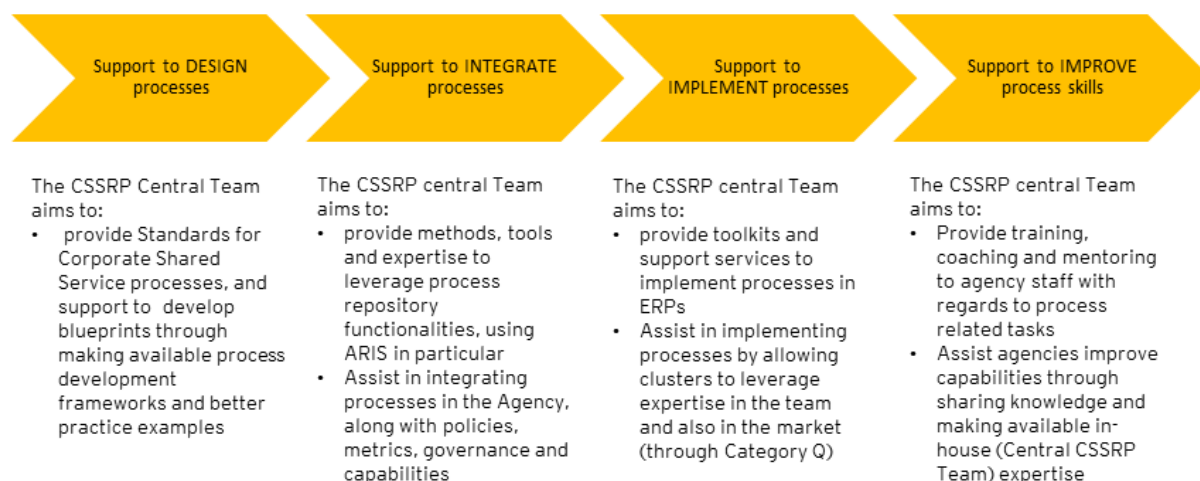 Support to DESIGN
processes
Support to INTEGRATE
processes
Support to
IMPLEMENT processes
Support to IMPROVE
process skills
The CSSRP Central Team
aims to:
• provide Standards for
Corporate Shared
Service processes, and
support to develop
blueprints through
making available process
development
frameworks and better
practice examples
The CSSRP central Team
aims to:
• provide methods, tools
and expertise to
leverage process
repository
functionalities, using
ARIS in particular
• Assist in integrating
processes in the Agency,
along with policies,
metrics, governance and
capabilities
The CSSRP central Team
aims to:
• provide toolkits and
support services to
implement processes in
ERPs
• Assist in implementing
processes by allowing
clusters to leverage
expertise in the team
and also in the market
(through Category Q)
The CSSRP central Team
aims to:
• Provide training,
coaching and mentoring
to agency staff with
regards to process
related tasks
• Assist agencies improve
capabilities through
sharing knowledge and
making available in-
house (Central CSSRP
Team) expertise